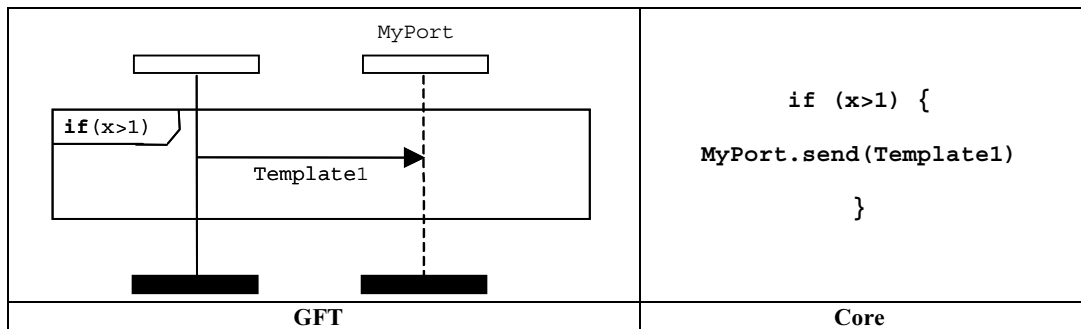 MyPort
if(x>1)
Template1
if (x>1) {
MyPort.send(Template1)
}
GFT
Core